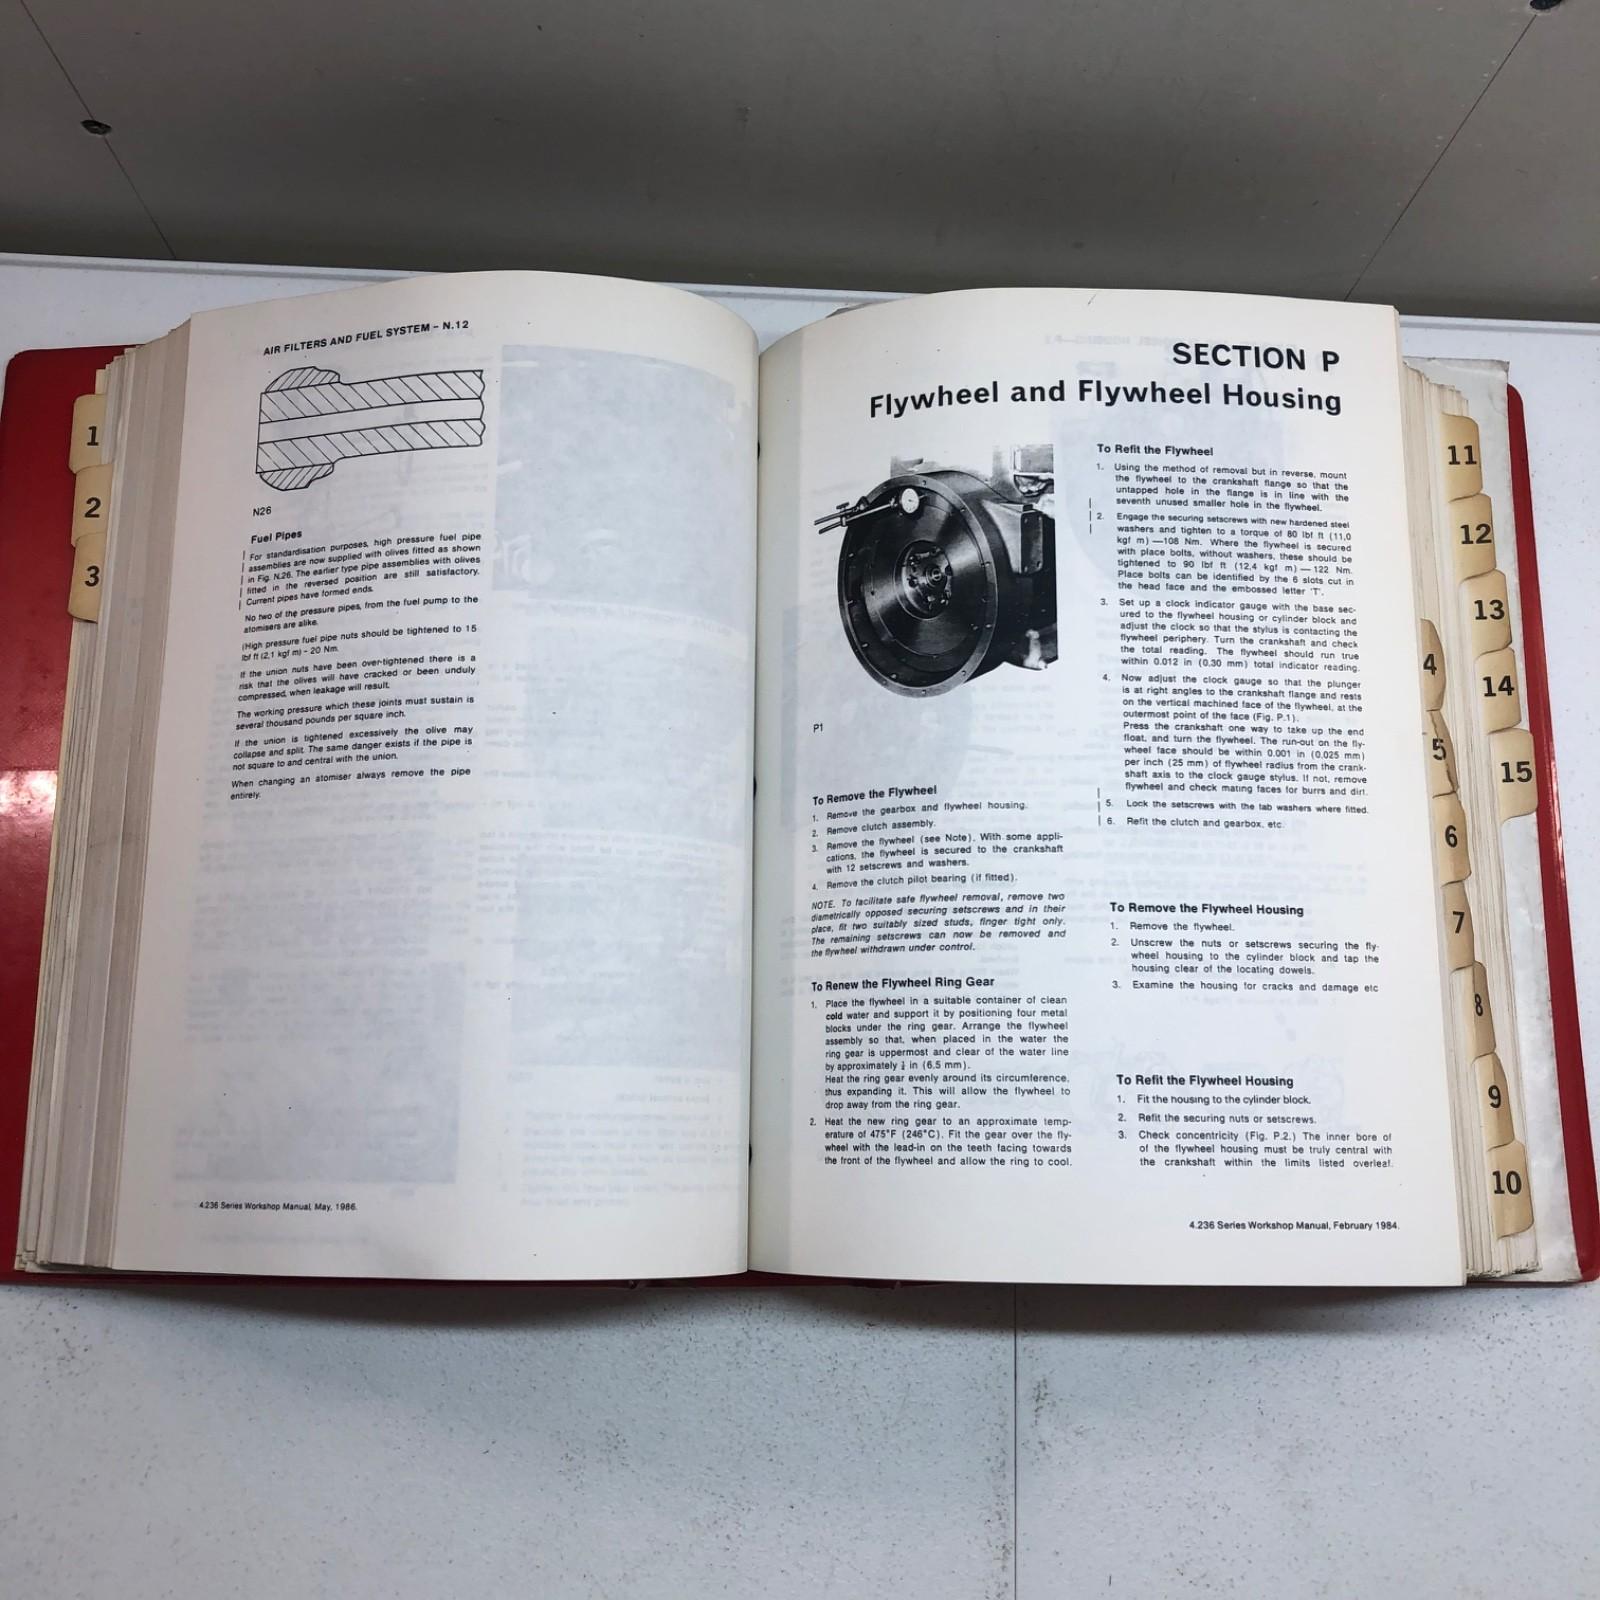 1
2
3
AIR FILTERS AND FUEL SYSTEM – N.12
N26
Fuel Pipes
For standardisation purposes, high pressure fuel pipe
assemblies are now supplied with olives fitted as shown
in Fig. N.26. The earlier type pipe assemblies with olives
fitted in the reversed position are still satisfactory.
Current pipes have formed ends.
No two of the pressure pipes, from the fuel pump to the
atomisers are alike.
(High pressure fuel pipe nuts should be tightened to 15
lbf ft (2,1 kgf m) - 20 Nm.
If the union nuts have been over-tightened there is a
risk that the olives will have cracked or been unduly
compressed, when leakage will result.
The working pressure which these joints must sustain is
several thousand pounds per square inch.
If the union is tightened excessively the olive may
collapse and split. The same danger exists if the pipe is
not square to and central with the union.
When changing an atomiser always remove the pipe
entirely.
4.236 Series Workshop Manual, May, 1986.
SECTION P
Flywheel and Flywheel Housing
P1
To Remove the Flywheel
1. Remove the gearbox and flywheel housing.
2. Remove clutch assembly.
3. Remove the flywheel (see Note). With some appli-
cations, the flywheel is secured to the crankshaft
with 12 setscrews and washers.
4. Remove the clutch pilot bearing (if fitted).
NOTE. To facilitate safe flywheel removal, remove two
diametrically opposed securing setscrews and in their
place, fit two suitably sized studs, finger tight only.
The remaining setscrews can now be removed and
the flywheel withdrawn under control.
To Renew the Flywheel Ring Gear
1. Place the flywheel in a suitable container of clean
cold water and support it by positioning four metal
blocks under the ring gear. Arrange the flywheel
assembly so that, when placed in the water the
ring gear is uppermost and clear of the water line
by approximately ¼ in (6,5 mm).
Heat the ring gear evenly around its circumference,
thus expanding it. This will allow the flywheel to
drop away from the ring gear.
2. Heat the new ring gear to an approximate temp-
erature of 475°F (246°C). Fit the gear over the fly-
wheel with the lead-in on the teeth facing towards
the front of the flywheel and allow the ring to cool.
To Refit the Flywheel
1. Using the method of removal but in reverse, mount
the flywheel to the crankshaft flange so that the
untapped hole in the flange is in line with the
seventh unused smaller hole in the flywheel.
2. Engage the securing setscrews with new hardened steel
washers and tighten to a torque of 80 lbf ft (11,0
kgf m) —108 Nm. Where the flywheel is secured
with place bolts, without washers, these should be
tightened to 90 lbf ft (12,4 kgf m) — 122 Nm.
Place bolts can be identified by the 6 slots cut in
the head face and the embossed letter 'T'.
3. Set up a clock indicator gauge with the base sec-
ured to the flywheel housing or cylinder block and
adjust the clock so that the stylus is contacting the
flywheel periphery. Turn the crankshaft and check
the total reading. The flywheel should run true
within 0.012 in (0.30 mm) total indicator reading.
4. Now adjust the clock gauge so that the plunger
is at right angles to the crankshaft flange and rests
on the vertical machined face of the flywheel, at the
outermost point of the face (Fig. P.1).
Press the crankshaft one way to take up the end
float, and turn the flywheel. The run-out on the fly-
wheel face should be within 0.001 in (0,025 mm)
per inch (25 mm) of flywheel radius from the crank-
shaft axis to the clock gauge stylus. If not, remove
flywheel and check mating faces for burrs and dirt.
5. Lock the setscrews with the tab washers where fitted.
6. Refit the clutch and gearbox, etc.
To Remove the Flywheel Housing
1. Remove the flywheel.
2. Unscrew the nuts or setscrews securing the fly-
wheel housing to the cylinder block and tap the
housing clear of the locating dowels.
3. Examine the housing for cracks and damage etc
To Refit the Flywheel Housing
1. Fit the housing to the cylinder block.
2. Refit the securing nuts or setscrews.
3. Check concentricity (Fig. P.2.) The inner bore of
of the flywheel housing must be truly central with
the crankshaft within the limits listed overleaf.
4.236 Series Workshop Manual, February 1984.
11
12
13
14
15
4
5
6
7
8
9
10